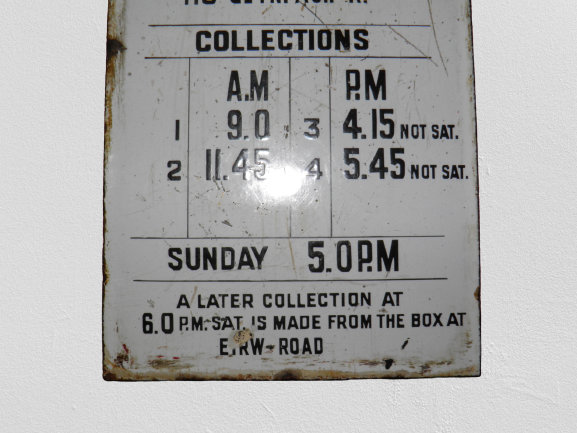 COLLECTIONS
A.M P.M
1 9.0 3 4.15 NOT SAT.
2 11.45 4 5.45 NOT SAT.
SUNDAY 5.0 P.M
A LATER COLLECTION AT
6.0 P.M. SAT. IS MADE FROM THE BOX AT
ROAD